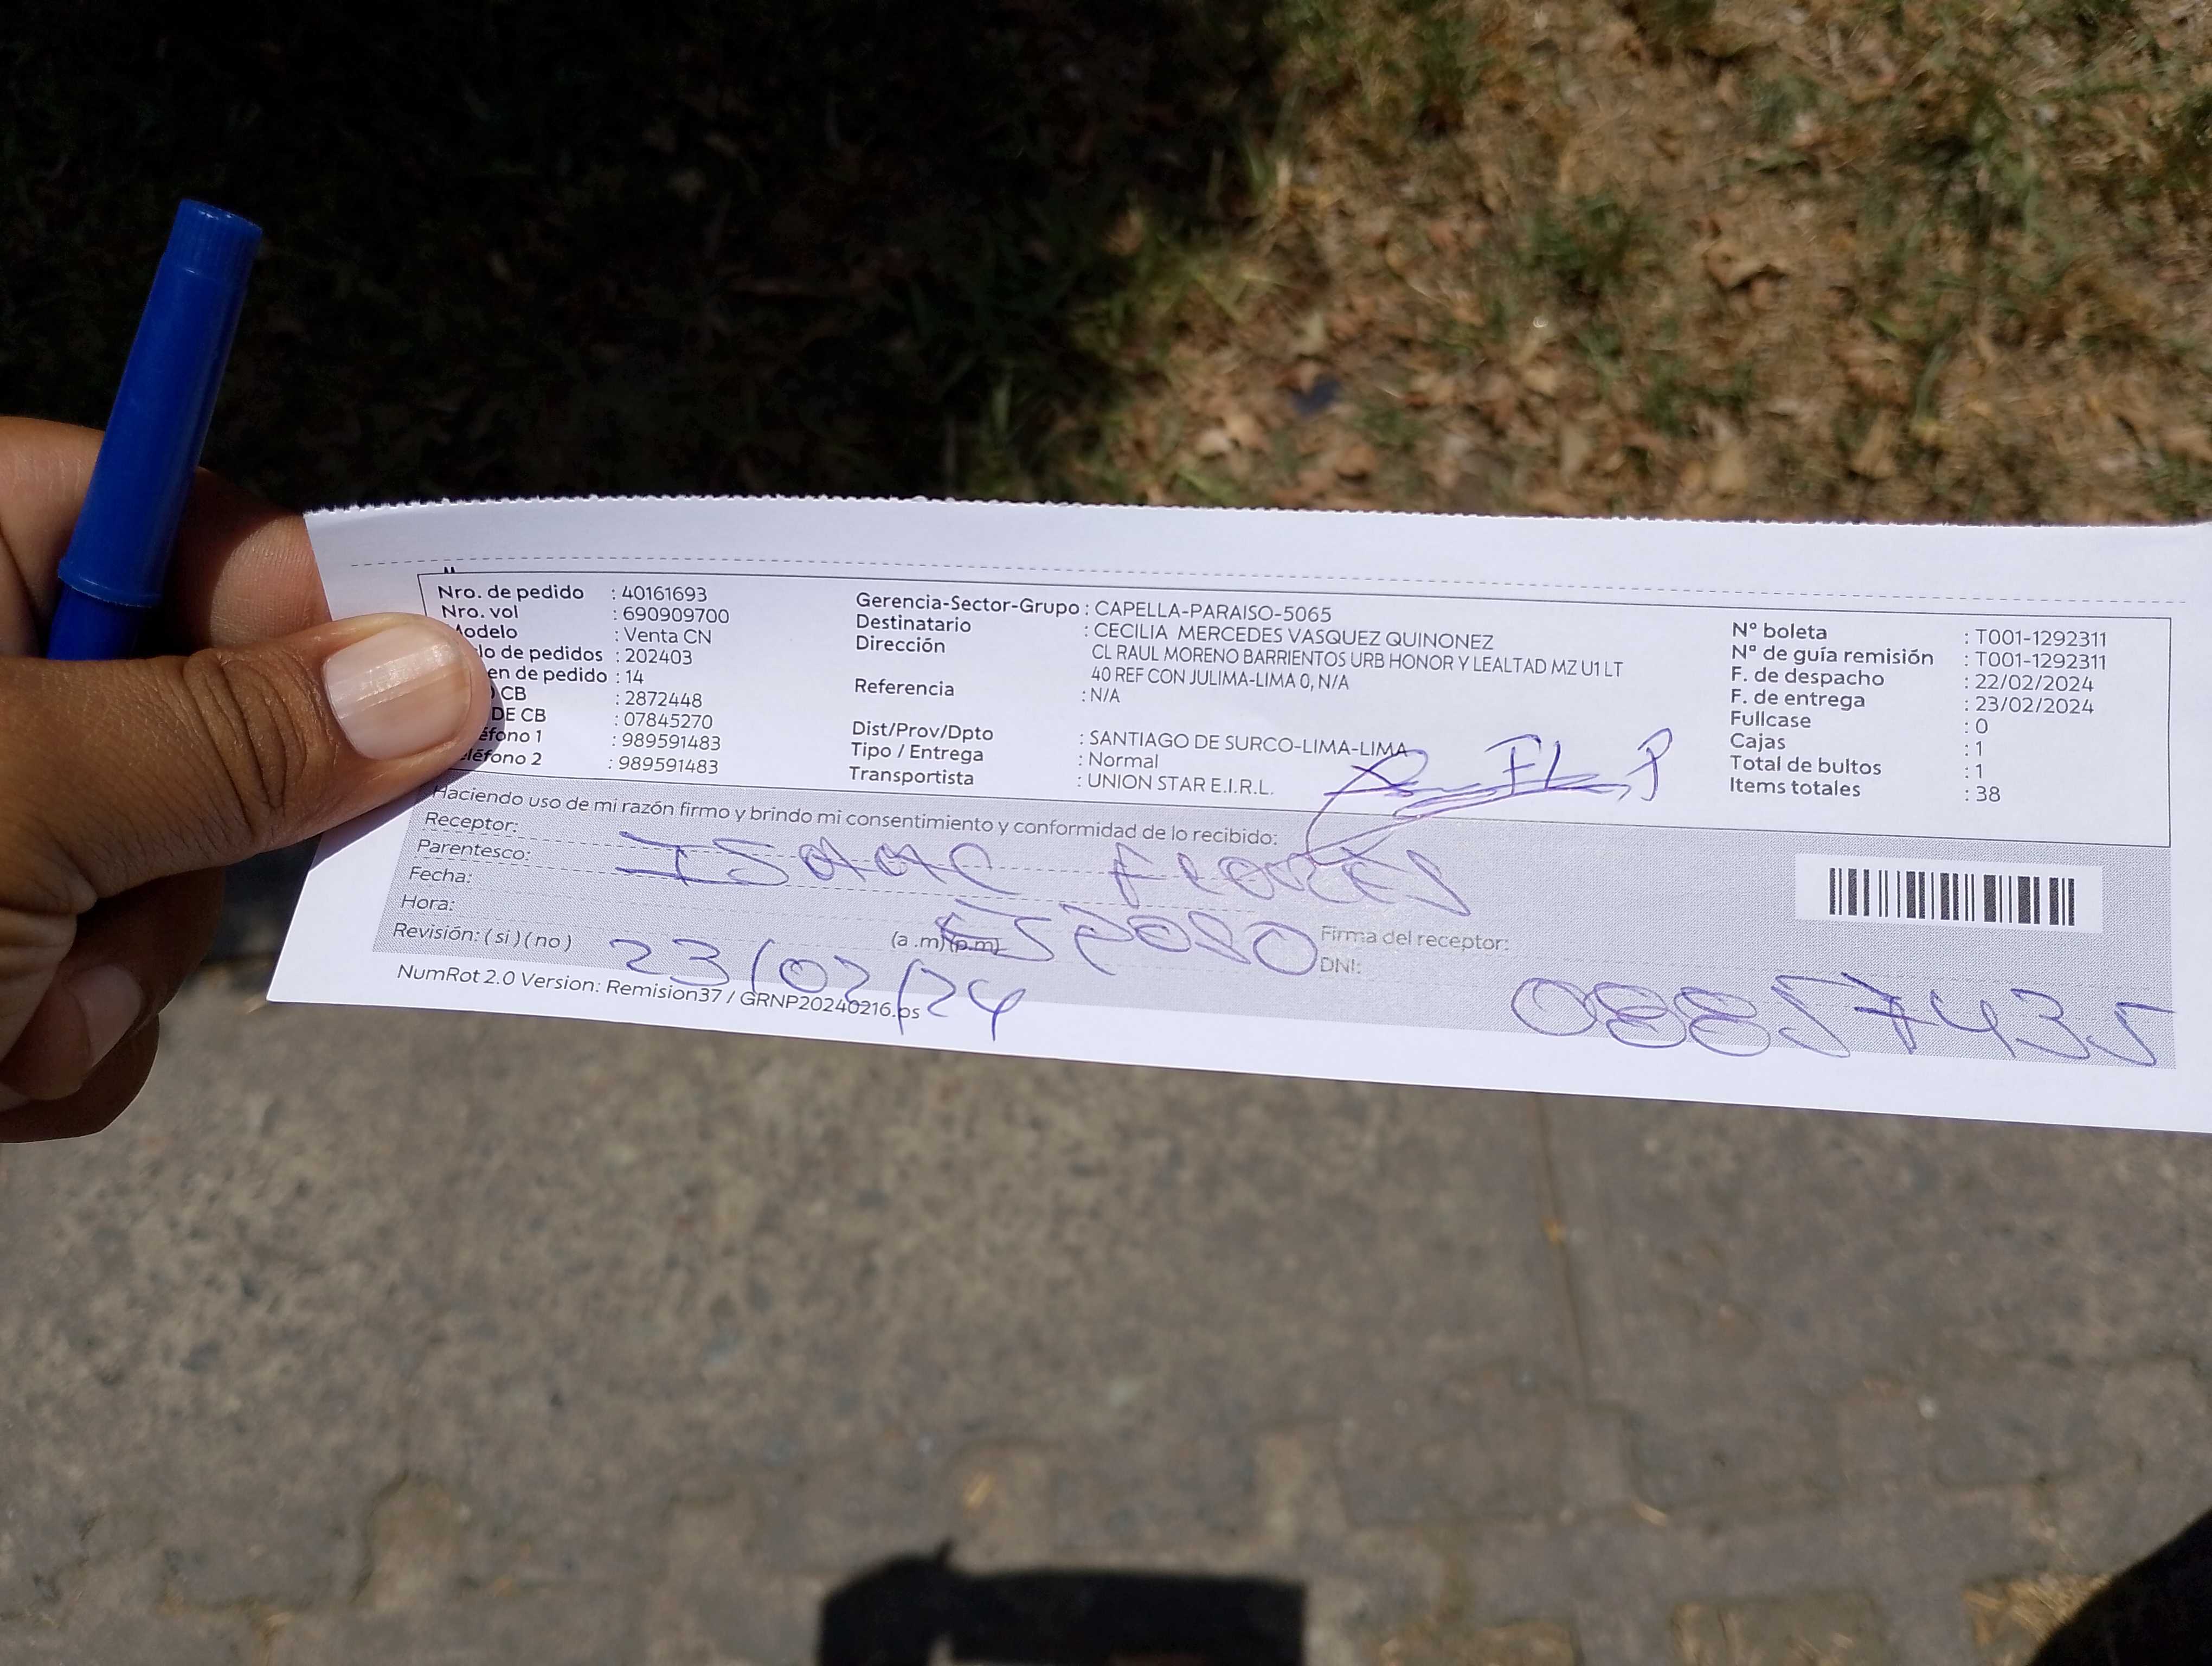 Nro. de pedido : 40161693
Nro. vol : 690909700
odelo : Venta CN
lo de pedidos : 202403
en de pedido : 14
CB : 2872448
DE CB : 07845270
éfono 1 : 989591483
eléfono 2 : 989591483
Gerencia-Sector-Grupo : CAPELLA-PARAISO-5065
Destinatario : CECILIA MERCEDES VASQUEZ QUINONEZ
Dirección CL RAUL MORENO BARRIENTOS URB HONOR Y LEALTAD MZ U1 LT
40 REF CON JULIMA-LIMA 0, N/A
Referencia : N/A
Dist/Prov/Dpto : SANTIAGO DE SURCO-LIMA-LIMA
Tipo / Entrega : Normal
Transportista : UNION STAR E.I.R.L.
N° boleta : T001-1292311
N° de guía remisión : T001-1292311
F. de despacho : 22/02/2024
F. de entrega : 23/02/2024
Fullcase : 0
Cajas : 1
Total de bultos : 1
Items totales : 38
Haciendo uso de mi razón firmo y brindo mi consentimiento y conformidad de lo recibido:
Receptor: ISAAC FLORES
Parentesco: ESPOSO
Fecha: 23/02/24
Hora: (a .m)(p.m)
Revisión: ( si ) ( no )
Firma del receptor:
DNI: 08857435
NumRot 2.0 Version: Remision37 / GRNP20240216.ps